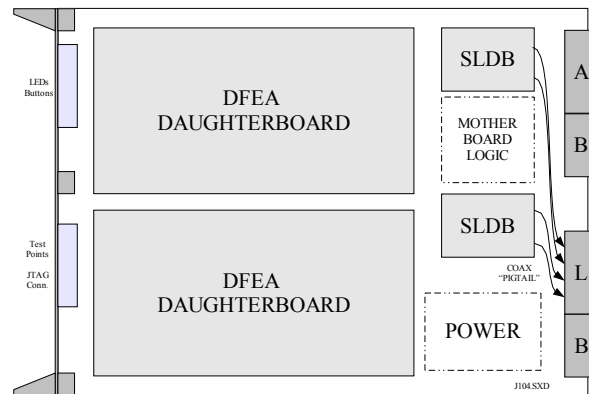 LEDs
Buttons
DFEA
DAUGHTERBOARD
SLDB
A
MOTHER
BOARD
LOGIC
B
Test
Points
JTAG
Conn.
DFEA
DAUGHTERBOARD
SLDB
COAX
"PIGTAIL"
L
POWER
B
J104.SXD